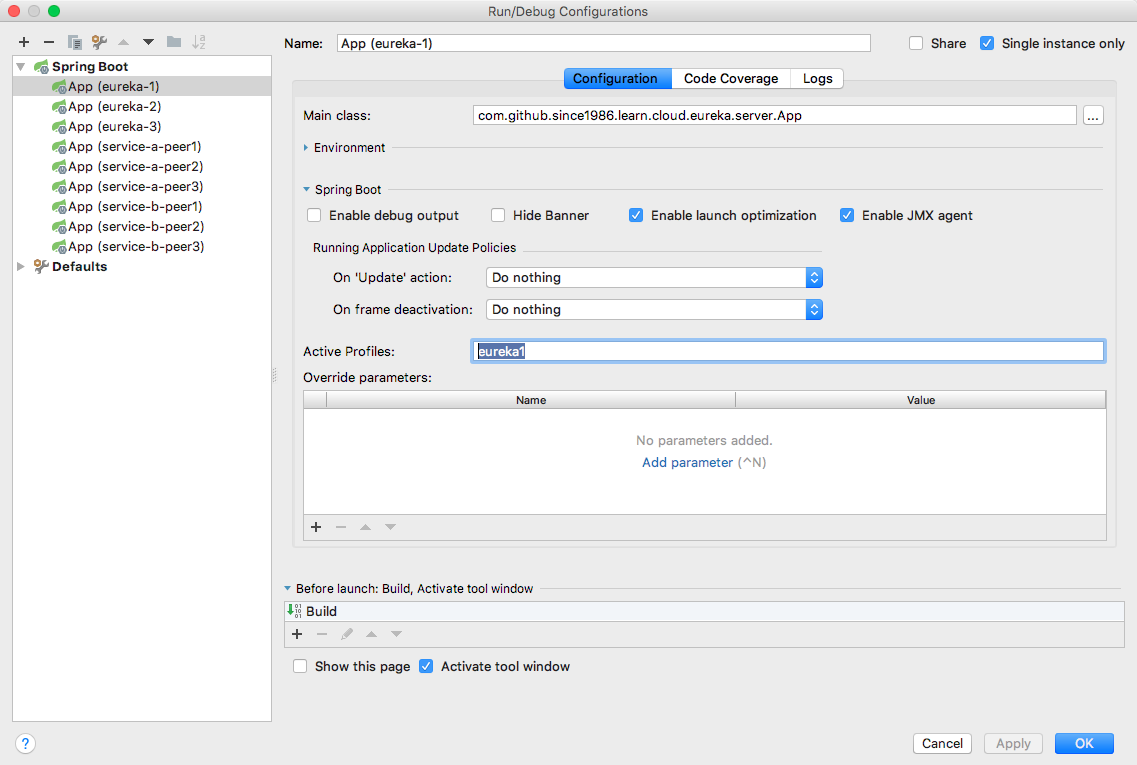 Run/Debug Configurations
Name: App (eureka-1) Share Single instance only
Spring Boot
App (eureka-1)
App (eureka-2)
App (eureka-3)
App (service-a-peer1)
App (service-a-peer2)
App (service-a-peer3)
App (service-b-peer1)
App (service-b-peer2)
App (service-b-peer3)
Defaults
Configuration Code Coverage Logs
Main class: com.github.since1986.learn.cloud.eureka.server.App ...
Environment
Spring Boot
Enable debug output Hide Banner Enable launch optimization Enable JMX agent
Running Application Update Policies
On 'Update' action: Do nothing
On frame deactivation: Do nothing
Active Profiles: eureka1
Override parameters:
Name Value
No parameters added.
Add parameter (^N)
Before launch: Build, Activate tool window
Build
Show this page Activate tool window
? Cancel Apply OK